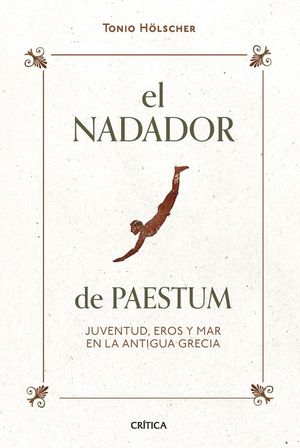 TONIO HÖLSCHER
el
NADADOR
de PAESTUM
JUVENTUD, EROS Y MAR
EN LA ANTIGUA GRECIA
CRÍTICA